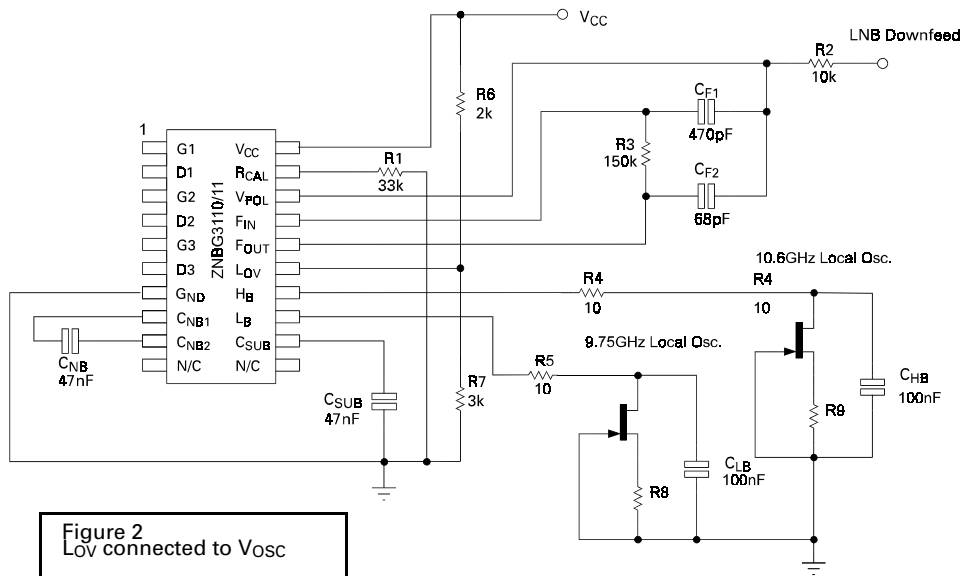 VCC
LNB Downfeed
R2
10k
R6
2k
CF1
470pF
R3
150k
CF2
68pF
1
R1
33k
G1 VCC
D1 RCAL
G2 VPOL
D2 FIN
G3 FOUT
D3 LOV
GND HB
CNB1 LB
CNB2 CSUB
N/C N/C
ZNBG3110/11
10.6GHz Local Osc.
R4
10
R4
10
9.75GHz Local Osc.
CNB
47nF
R5
10
R7
3k
CSUB
47nF
CHB
100nF
R9
CLB
100nF
R8
Figure 2
LOV connected to VOSC